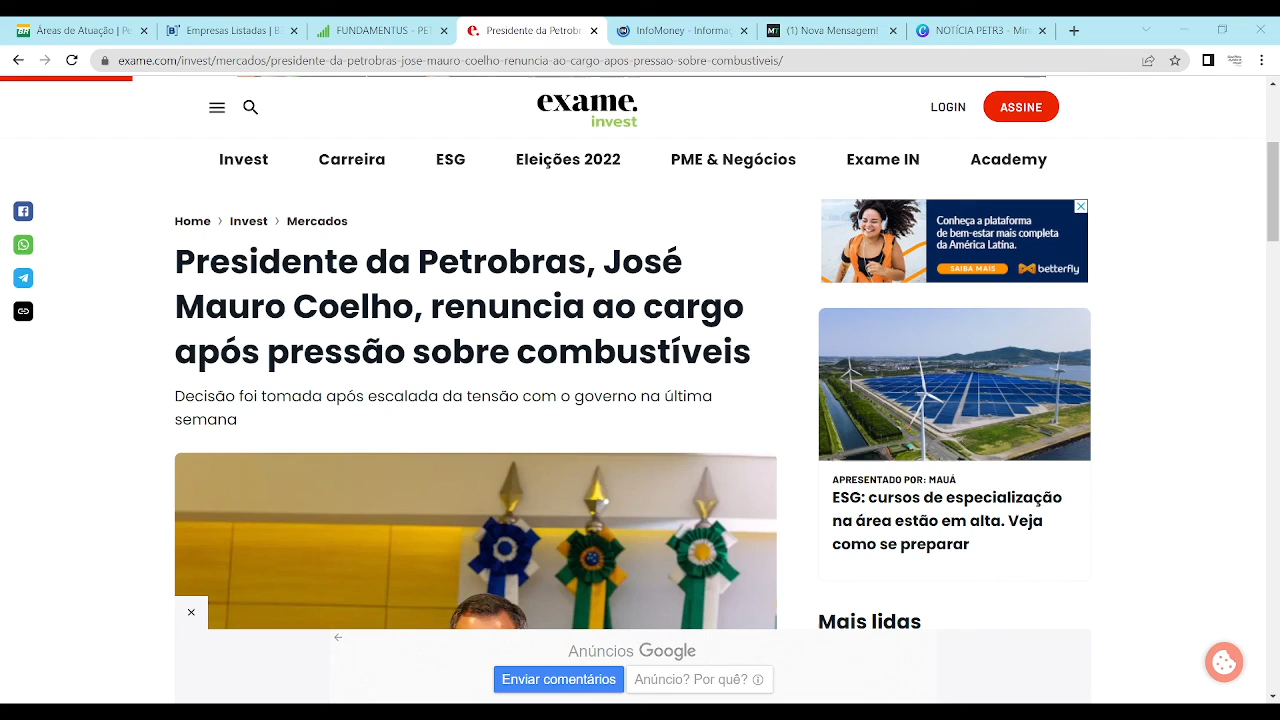 Áreas de Atuação | Pe
Empresas Listadas | B3
FUNDAMENTUS - PET
Presidente da Petrobr
InfoMoney - Informaç
(1) Nova Mensagem!
NOTÍCIA PETR3 - Min
exame.com/invest/mercados/presidente-da-petrobras-jose-mauro-coelho-renuncia-ao-cargo-apos-pressao-sobre-combustiveis/
exame.
invest
LOGIN
ASSINE
Invest
Carreira
ESG
Eleições 2022
PME & Negócios
Exame IN
Academy
Home > Invest > Mercados
Presidente da Petrobras, José
Mauro Coelho, renuncia ao cargo
após pressão sobre combustíveis
Decisão foi tomada após escalada da tensão com o governo na última
semana
Conheça a plataforma
de bem-estar mais completa
da América Latina.
SAIBA MAIS
betterfly
APRESENTADO POR: MAUÁ
ESG: cursos de especialização
na área estão em alta. Veja
como se preparar
Mais lidas
Anúncios Google
Enviar comentários
Anúncio? Por quê?